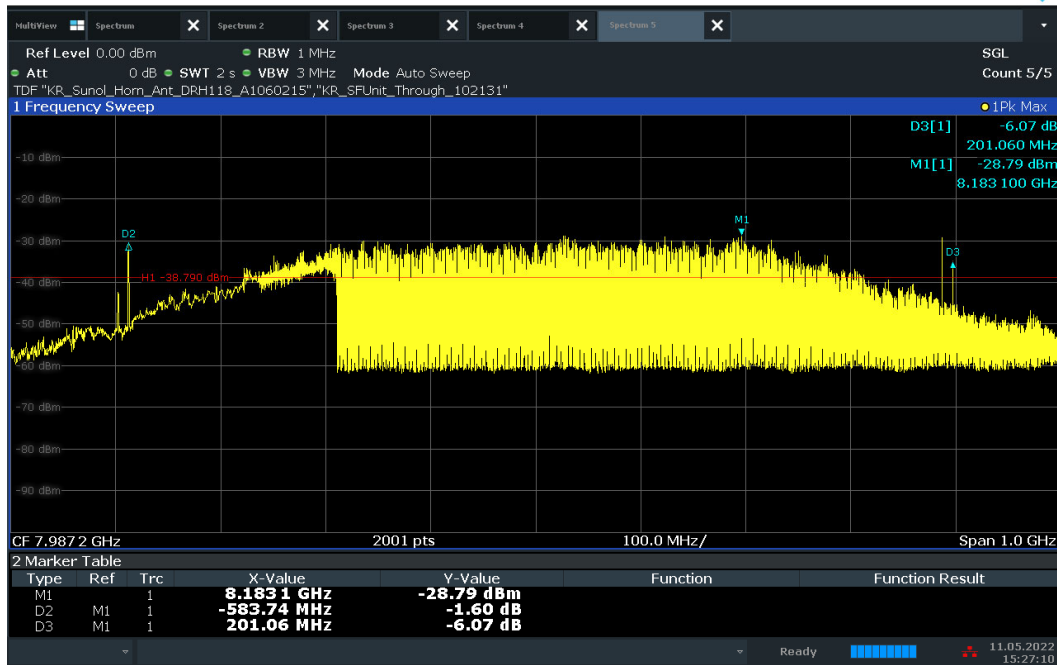 MultiView Spectrum X Spectrum 2 X Spectrum 3 X Spectrum 4 X Spectrum 5 X
Ref Level 0.00 dBm RBW 1 MHz SGL
Att 0 dB SWT 2 s VBW 3 MHz Mode Auto Sweep Count 5/5
TDF "KR_Sunol_Horn_Ant_DRH118_A1060215","KR_SFUnit_Through_102131"
1 Frequency Sweep 1Pk Max
D3[1] -6.07 dB
201.060 MHz
M1[1] -28.79 dBm
8.183 100 GHz
-10 dBm
-20 dBm
M1
D2
-30 dBm
D3
H1 -38.790 dBm
-40 dBm
-50 dBm
-60 dBm
-70 dBm
-80 dBm
-90 dBm
CF 7.9872 GHz 2001 pts 100.0 MHz/ Span 1.0 GHz
2 Marker Table
Type Ref Trc X-Value Y-Value Function Function Result
M1 1 8.1831 GHz -28.79 dBm
D2 M1 1 -583.74 MHz -1.60 dB
D3 M1 1 201.06 MHz -6.07 dB
Ready 11.05.2022
15:27:10